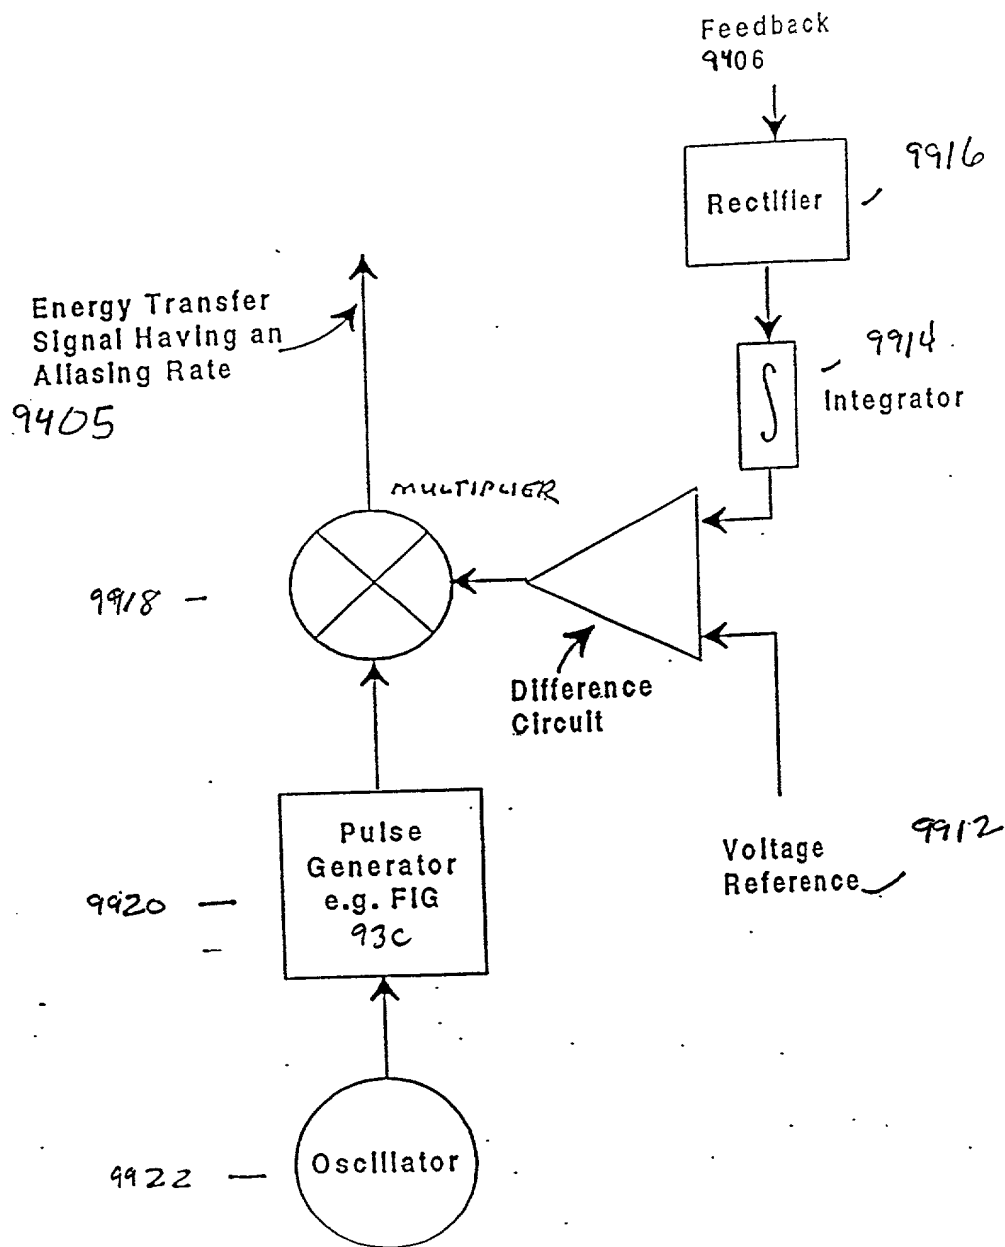 Feedback
9406
9916
Rectifier
Energy Transfer
Signal Having an
Aliasing Rate
9405
9914
Integrator
∫
MULTIPLIER
9918
Difference
Circuit
Pulse
Generator
e.g. FIG
93C
9920
Voltage
Reference
9912
Oscillator
9922